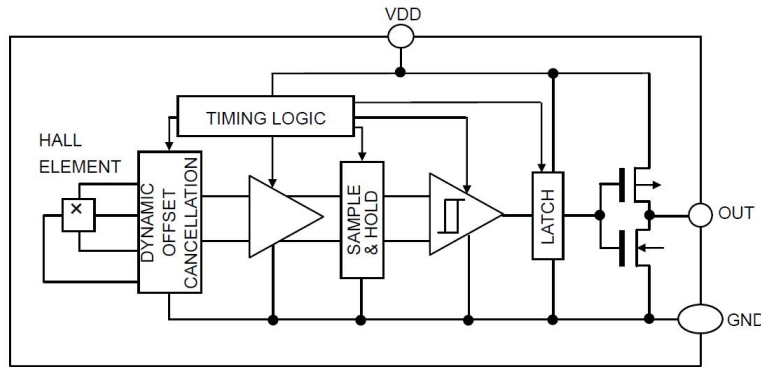 VDD
TIMING LOGIC
HALL
ELEMENT
DYNAMIC
OFFSET
CANCELLATION
SAMPLE
& HOLD
LATCH
OUT
GND